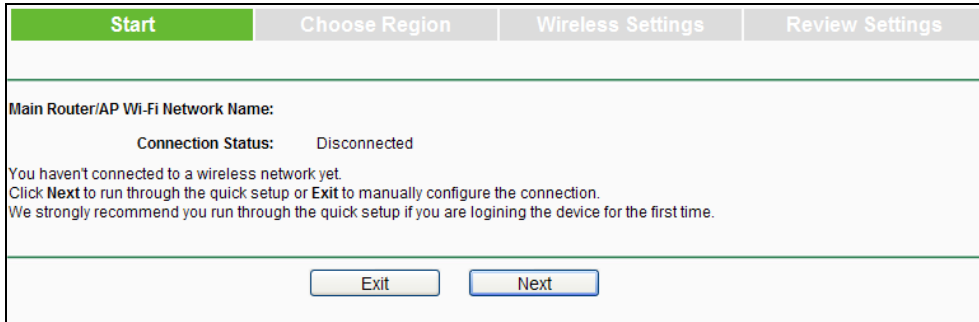 Start Choose Region Wireless Settings Review Settings
Main Router/AP Wi-Fi Network Name:
Connection Status: Disconnected
You haven't connected to a wireless network yet.
Click Next to run through the quick setup or Exit to manually configure the connection.
We strongly recommend you run through the quick setup if you are logining the device for the first time.
Exit Next